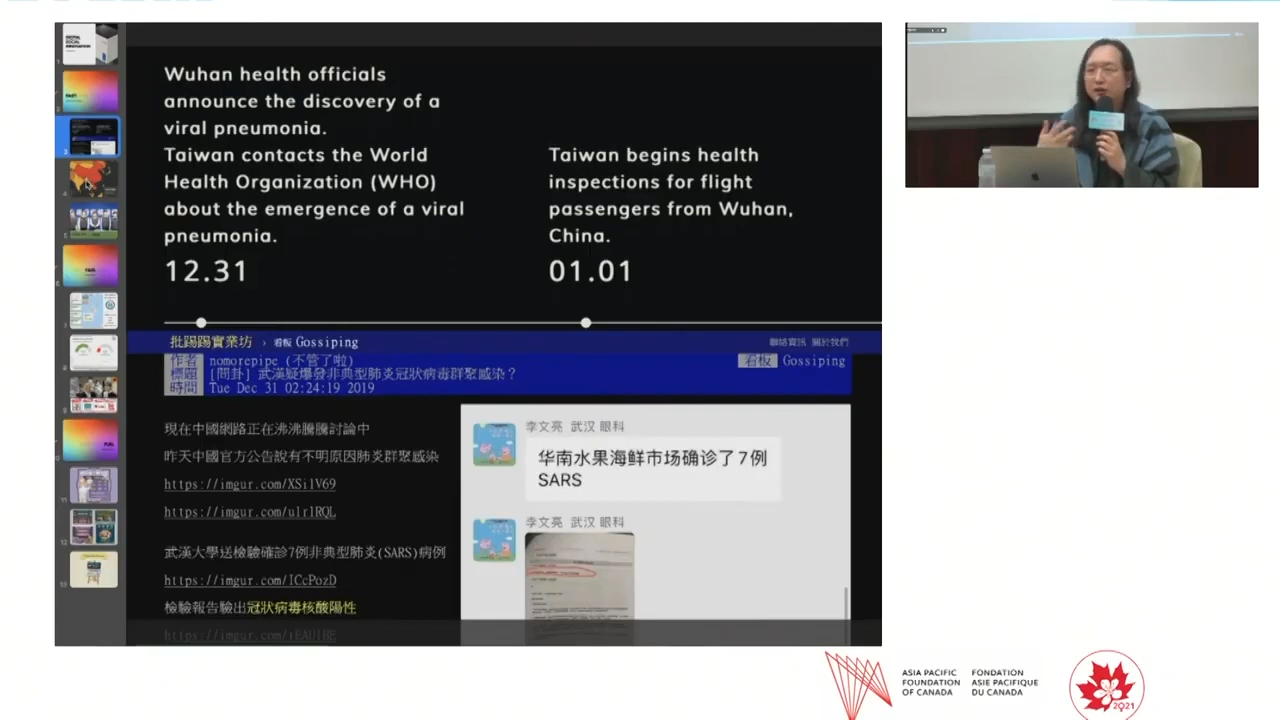 Wuhan health officials
announce the discovery of a
viral pneumonia.
Taiwan contacts the World
Health Organization (WHO)
about the emergence of a viral
pneumonia.
12.31
Taiwan begins health
inspections for flight
passengers from Wuhan,
China.
01.01
批踢踢實業坊 › 看板 Gossiping
聯絡資訊 關於我們
作者 nomorepipe (不管了啦)
看板 Gossiping
標題 [問卦] 武漢疑爆發非典型肺炎冠狀病毒群聚感染?
時間 Tue Dec 31 02:24:19 2019
現在中國網路正在沸沸騰騰討論中
昨天中國官方公告說有不明原因肺炎群聚感染
https://imgur.com/XSi1V69
https://imgur.com/u1r1RQL
武漢大學送檢驗確診7例非典型肺炎(SARS)病例
https://imgur.com/ICcPozD
檢驗報告驗出冠狀病毒核酸陽性
李文亮 武汉 眼科
华南水果海鲜市场确诊了7例
SARS
李文亮 武汉 眼科
ASIA PACIFIC
FOUNDATION
OF CANADA
FONDATION
ASIE PACIFIQUE
DU CANADA
2021